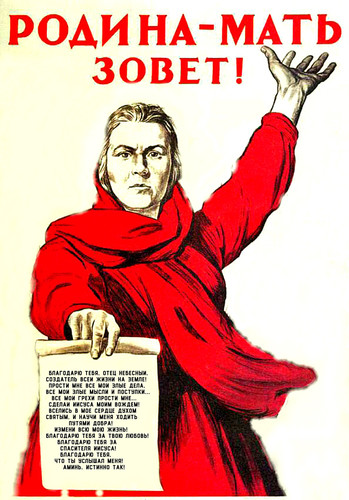 РОДИНА-МАТЬ
ЗОВЕТ!
БЛАГОДАРЮ ТЕБЯ, ОТЕЦ НЕБЕСНЫЙ,
СОЗДАТЕЛЬ ВСЕЙ ЖИЗНИ НА ЗЕМЛЕ!
ПРОСТИ МНЕ ВСЕ МОИ ЗЛЫЕ ДЕЛА,
ВСЕ МОИ ЗЛЫЕ МЫСЛИ И ПОСТУПКИ...
ВСЕ МОИ ГРЕХИ ПРОСТИ МНЕ...
СДЕЛАЙ ИИСУСА МОИМ ВОЖДЕМ!
ВСЕЛИСЬ В МОЕ СЕРДЦЕ ДУХОМ
СВЯТЫМ, И НАУЧИ МЕНЯ ХОДИТЬ
ПУТЯМИ ДОБРА!
ИЗМЕНИ ВСЮ МОЮ ЖИЗНЬ!
БЛАГОДАРЮ ТЕБЯ ЗА ТВОЮ ЛЮБОВЬ!
БЛАГОДАРЮ ТЕБЯ ЗА
СПАСИТЕЛЯ ИИСУСА!
БЛАГОДАРЮ ТЕБЯ,
ЧТО ТЫ УСЛЫШАЛ МЕНЯ!
АМИНЬ. ИСТИННО ТАК!